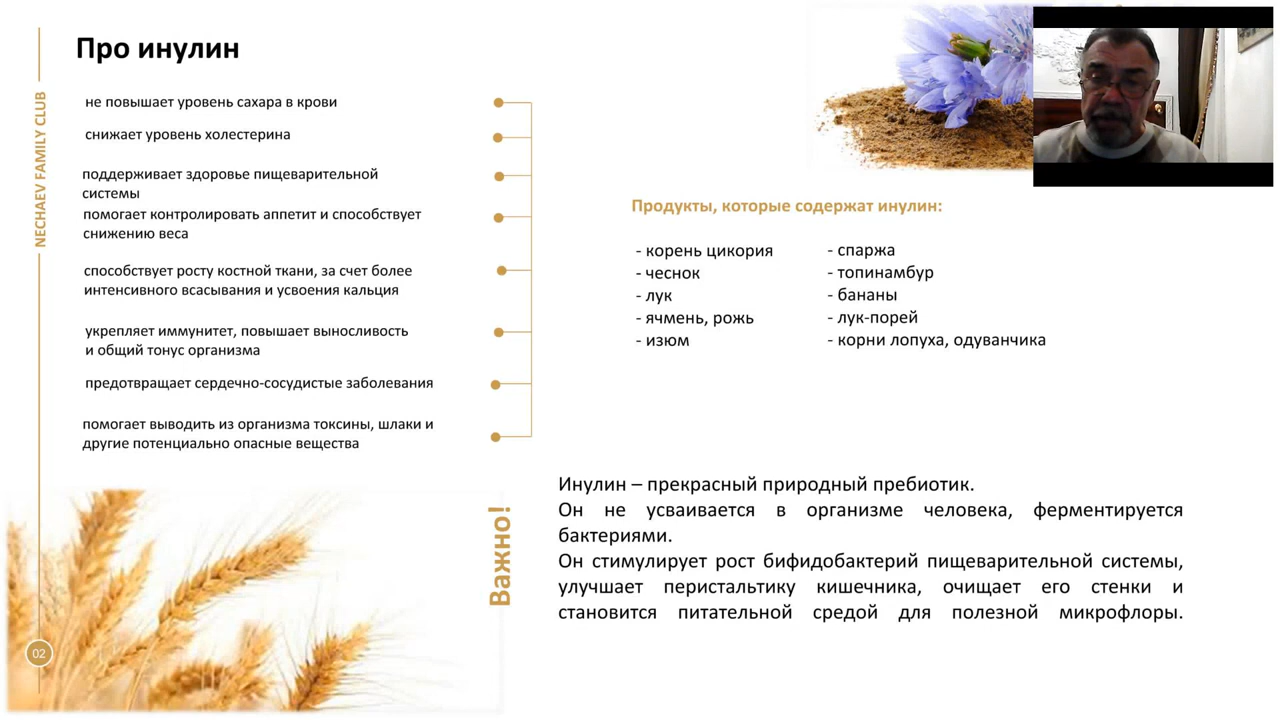 Про инулин
NECHAEV FAMILY CLUB
не повышает уровень сахара в крови
снижает уровень холестерина
поддерживает здоровье пищеварительной
системы
помогает контролировать аппетит и способствует
снижению веса
способствует росту костной ткани, за счет более
интенсивного всасывания и усвоения кальция
укрепляет иммунитет, повышает выносливость
и общий тонус организма
предотвращает сердечно-сосудистые заболевания
помогает выводить из организма токсины, шлаки и
другие потенциально опасные вещества
02
Продукты, которые содержат инулин:
- корень цикория
- чеснок
- лук
- ячмень, рожь
- изюм
- спаржа
- топинамбур
- бананы
- лук-порей
- корни лопуха, одуванчика
Важно!
Инулин – прекрасный природный пребиотик.
Он не усваивается в организме человека, ферментируется
бактериями.
Он стимулирует рост бифидобактерий пищеварительной системы,
улучшает перистальтику кишечника, очищает его стенки и
становится питательной средой для полезной микрофлоры.